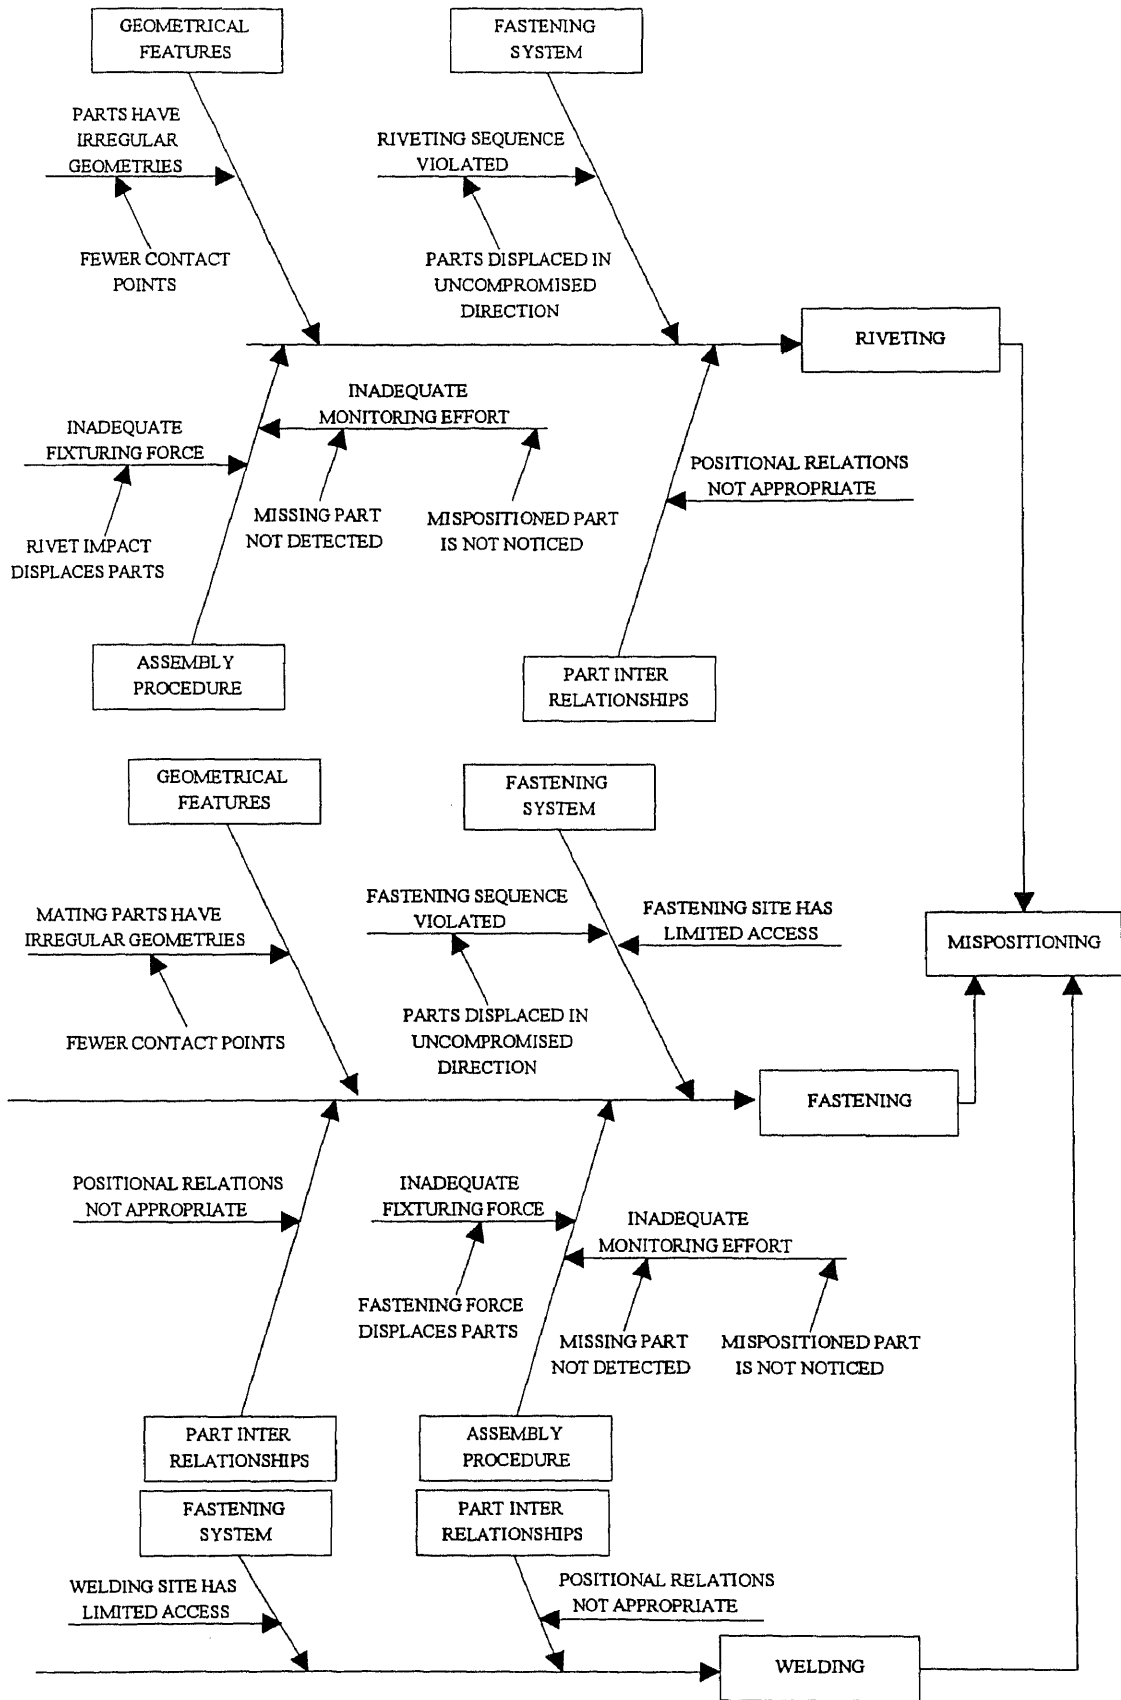 GEOMETRICAL
FEATURES
FASTENING
SYSTEM
PARTS HAVE
IRREGULAR
GEOMETRIES
RIVETING SEQUENCE
VIOLATED
FEWER CONTACT
POINTS
PARTS DISPLACED IN
UNCOMPROMISED
DIRECTION
RIVETING
INADEQUATE
MONITORING EFFORT
INADEQUATE
FIXTURING FORCE
POSITIONAL RELATIONS
NOT APPROPRIATE
MISSING PART
NOT DETECTED
MISPOSITIONED PART
IS NOT NOTICED
RIVET IMPACT
DISPLACES PARTS
ASSEMBLY
PROCEDURE
PART INTER
RELATIONSHIPS
GEOMETRICAL
FEATURES
FASTENING
SYSTEM
MATING PARTS HAVE
IRREGULAR GEOMETRIES
FASTENING SEQUENCE
VIOLATED
FASTENING SITE HAS
LIMITED ACCESS
MISPOSITIONING
FEWER CONTACT POINTS
PARTS DISPLACED IN
UNCOMPROMISED
DIRECTION
FASTENING
POSITIONAL RELATIONS
NOT APPROPRIATE
INADEQUATE
FIXTURING FORCE
INADEQUATE
MONITORING EFFORT
FASTENING FORCE
DISPLACES PARTS
MISSING PART
NOT DETECTED
MISPOSITIONED PART
IS NOT NOTICED
PART INTER
RELATIONSHIPS
ASSEMBLY
PROCEDURE
FASTENING
SYSTEM
PART INTER
RELATIONSHIPS
WELDING SITE HAS
LIMITED ACCESS
POSITIONAL RELATIONS
NOT APPROPRIATE
WELDING